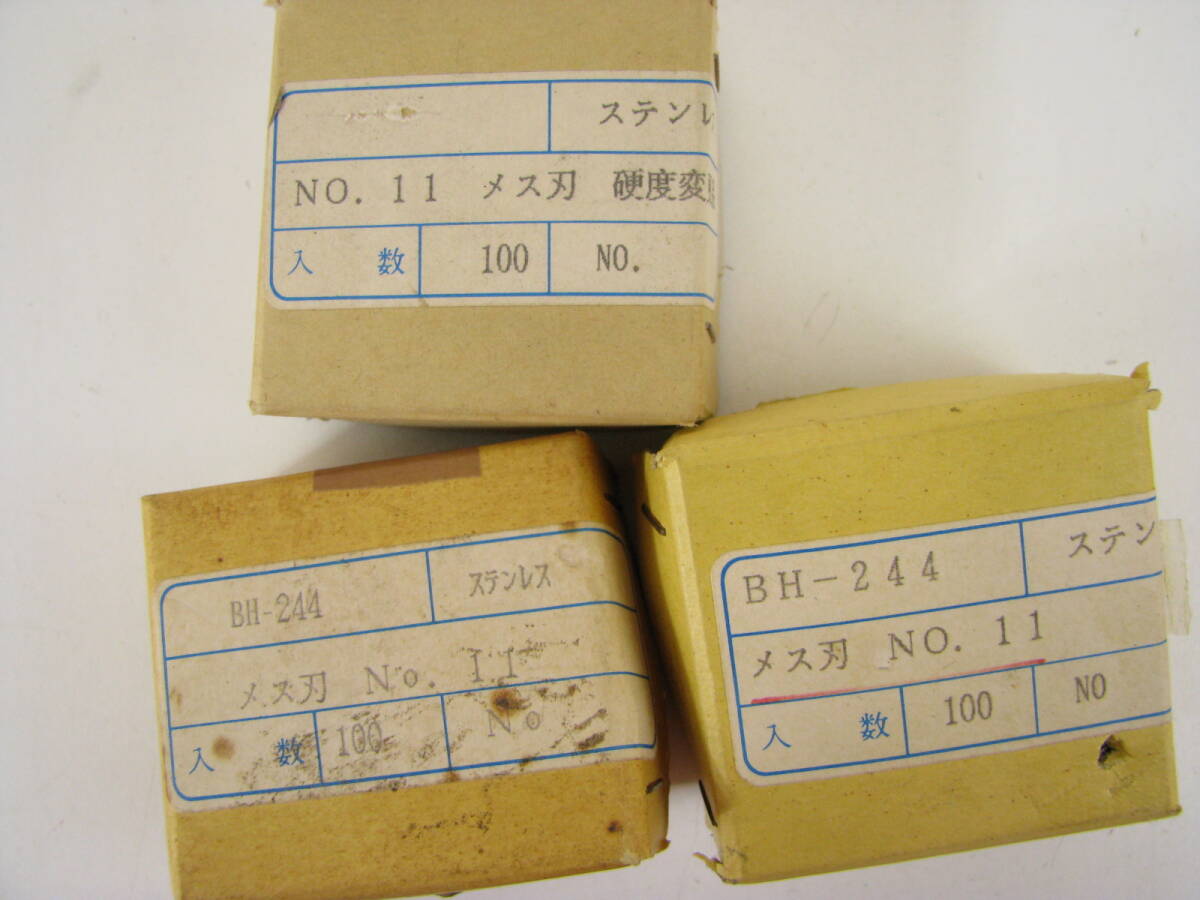 ステンレ
NO. 11 メス刃 硬度変
入 数 100 NO.
BH-244 ステンレス
メス刃 No. 11
入 数 100 No
BH-244 ステン
メス刃 NO. 11
入 数 100 NO